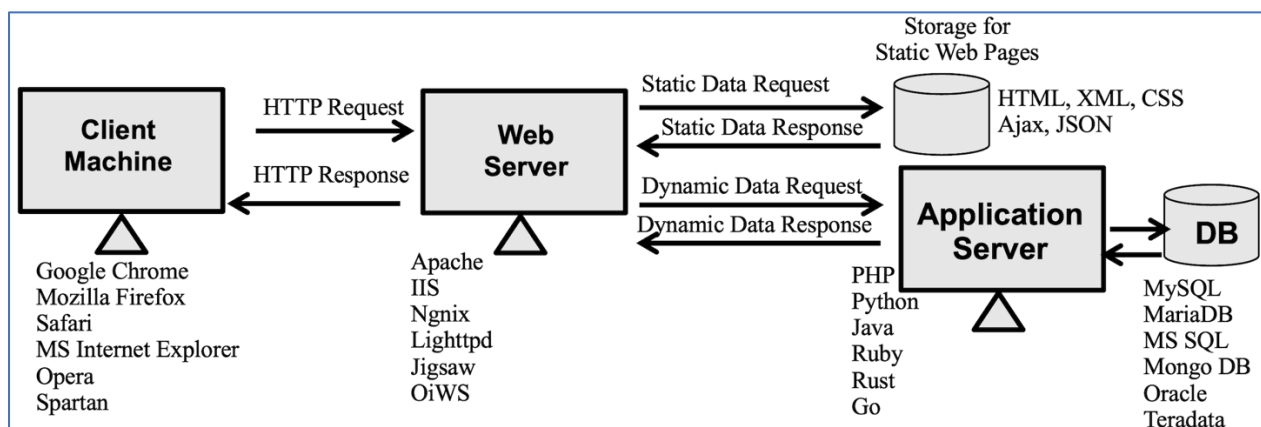 Storage for
Static Web Pages
Client
Machine
HTTP Request
HTTP Response
Web
Server
Static Data Request
Static Data Response
HTML, XML, CSS
Ajax, JSON
Dynamic Data Request
Dynamic Data Response
Application
Server
DB
Google Chrome
Mozilla Firefox
Safari
MS Internet Explorer
Opera
Spartan
Apache
IIS
Ngnix
Lighttpd
Jigsaw
OiWS
PHP
Python
Java
Ruby
Rust
Go
MySQL
MariaDB
MS SQL
Mongo DB
Oracle
Teradata